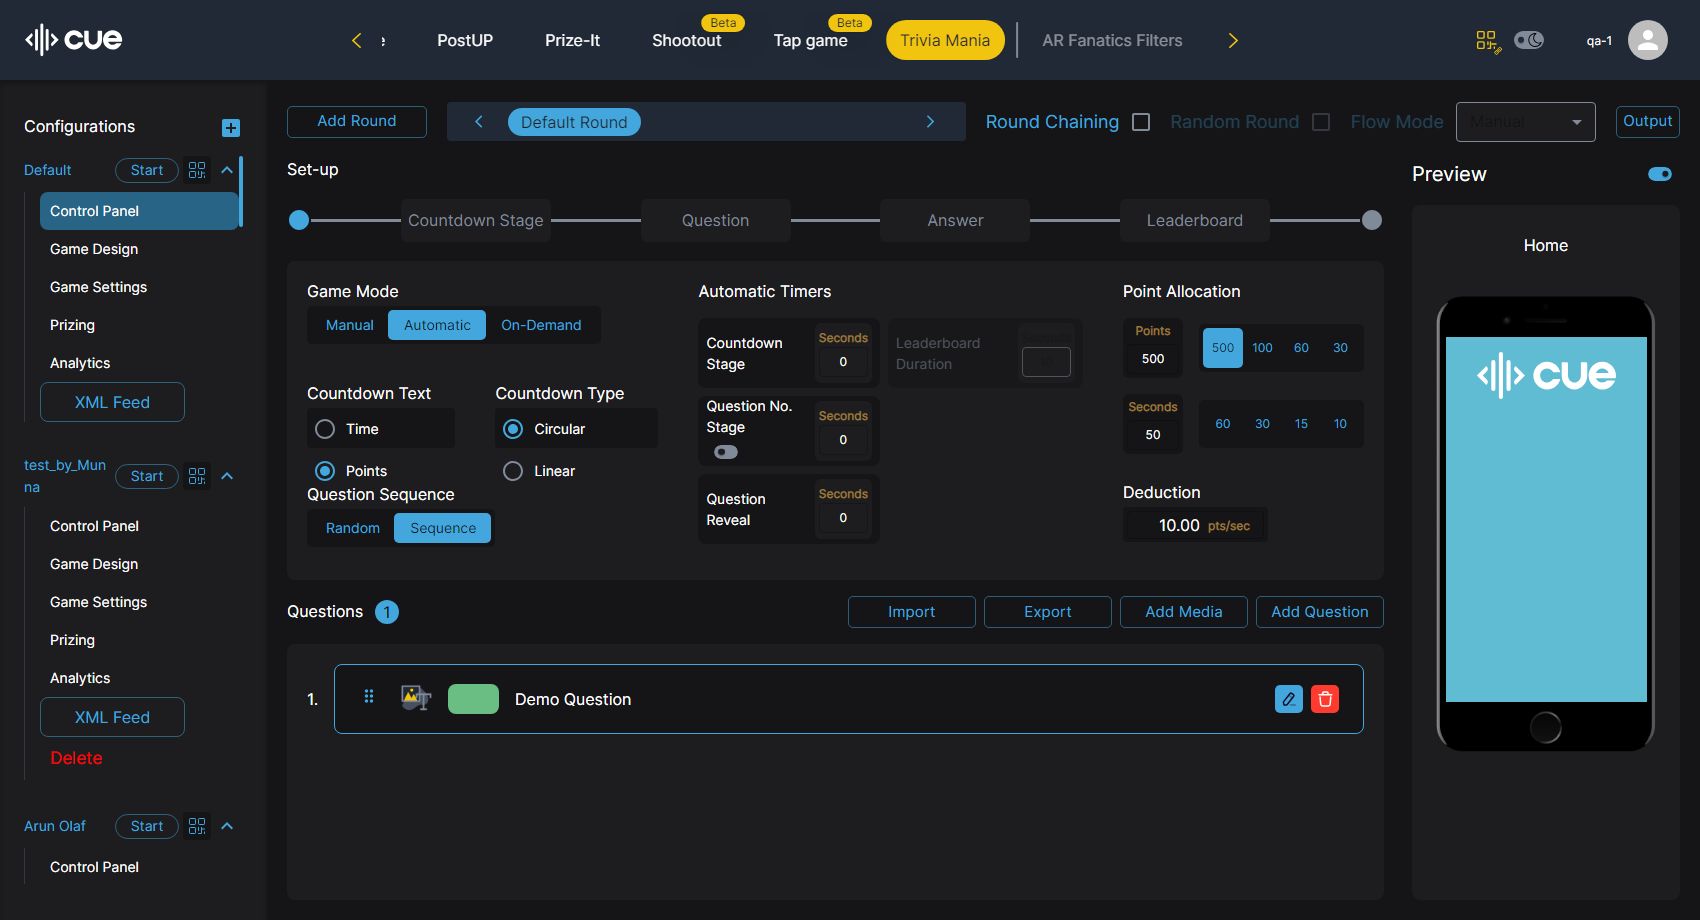 cue
PostUP
Prize-It
Beta
Shootout
Beta
Tap game
Trivia Mania
AR Fanatics Filters
qa-1
Configurations
Default
Start
Control Panel
Game Design
Game Settings
Prizing
Analytics
XML Feed
test_by_Mun
na
Start
Control Panel
Game Design
Game Settings
Prizing
Analytics
XML Feed
Delete
Arun Olaf
Start
Control Panel
Add Round
Default Round
Round Chaining
Random Round
Flow Mode
Manual
Output
Set-up
Countdown Stage
Question
Answer
Leaderboard
Game Mode
Manual
Automatic
On-Demand
Countdown Text
Time
Points
Countdown Type
Circular
Linear
Question Sequence
Random
Sequence
Automatic Timers
Countdown
Stage
Seconds
0
Leaderboard
Duration
Question No.
Stage
Seconds
0
Question
Reveal
Seconds
0
Point Allocation
Points
500
500 100 60 30
Seconds
50
60 30 15 10
Deduction
10.00 pts/sec
Questions 1
Import
Export
Add Media
Add Question
1.
Demo Question
Preview
Home
cue